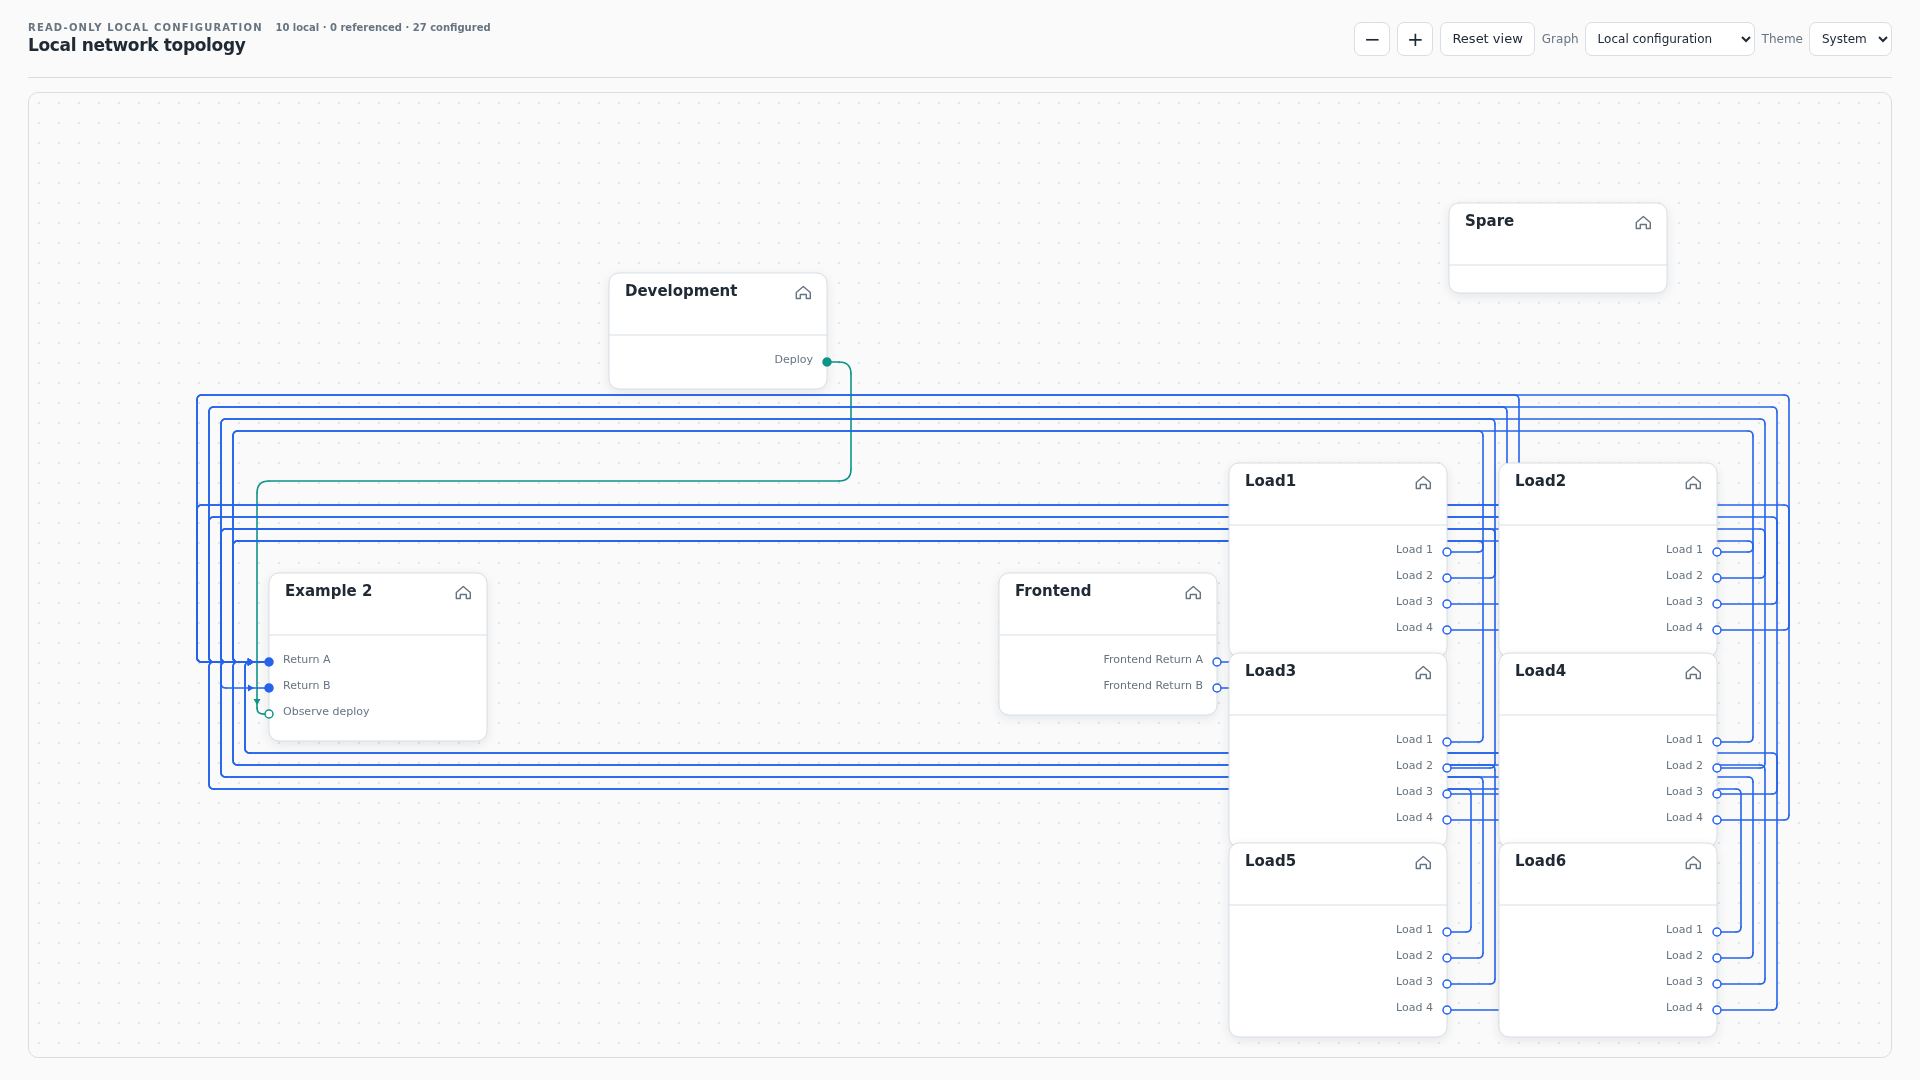 READ-ONLY LOCAL CONFIGURATION 10 local · 0 referenced · 27 configured
Local network topology
− + Reset view Graph Local configuration Theme System
Spare
Development
Deploy
Load1
Load 1
Load 2
Load 3
Load 4
Load2
Load 1
Load 2
Load 3
Load 4
Example 2
Return A
Return B
Observe deploy
Frontend
Frontend Return A
Frontend Return B
Load3
Load 1
Load 2
Load 3
Load 4
Load4
Load 1
Load 2
Load 3
Load 4
Load5
Load 1
Load 2
Load 3
Load 4
Load6
Load 1
Load 2
Load 3
Load 4